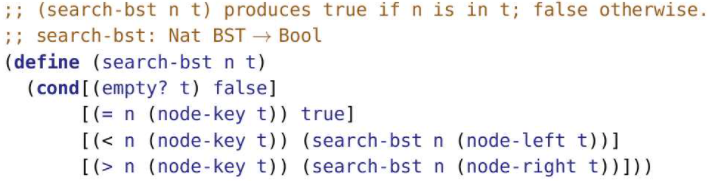 ;; (search-bst n t) produces true if n is in t; false otherwise.
;; search-bst: Nat BST → Bool
(define (search-bst n t)
  (cond[(empty? t) false]
       [(= n (node-key t)) true]
       [(< n (node-key t)) (search-bst n (node-left t))]
       [(> n (node-key t)) (search-bst n (node-right t))]))